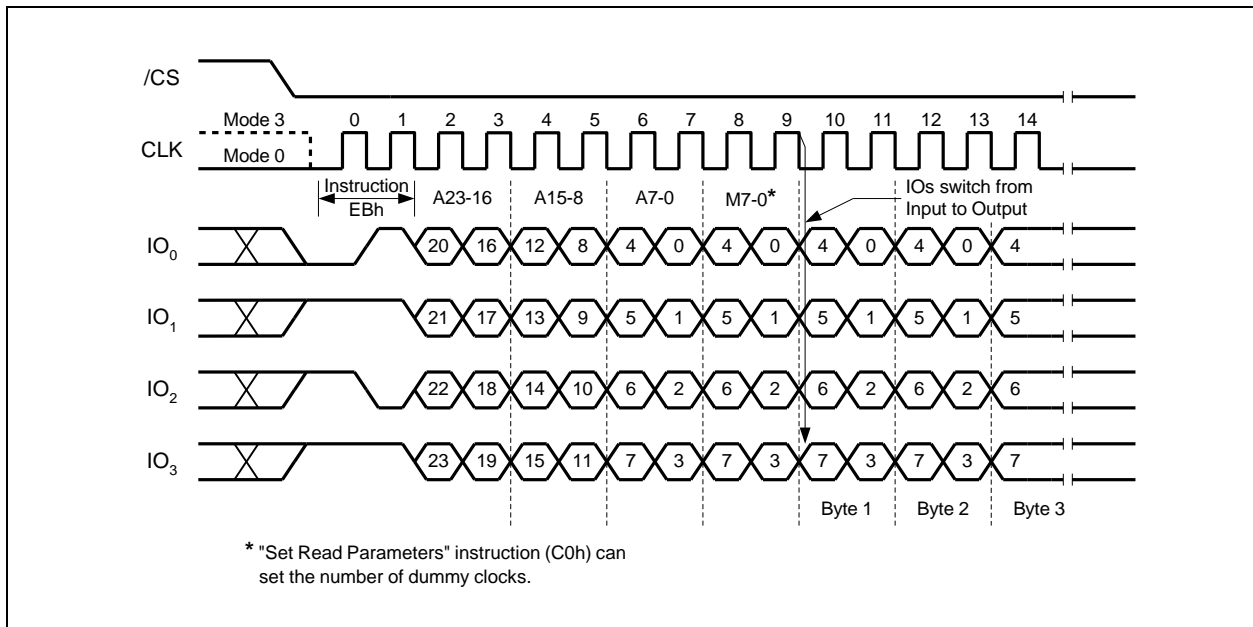 /CS
Mode 3 0 1 2 3 4 5 6 7 8 9 10 11 12 13 14
CLK Mode 0
Instruction
EBh
A23-16 A15-8 A7-0 M7-0*
IOs switch from
Input to Output
IO0 20 16 12 8 4 0 4 0 4 0 4 0 4
IO1 21 17 13 9 5 1 5 1 5 1 5 1 5
IO2 22 18 14 10 6 2 6 2 6 2 6 2 6
IO3 23 19 15 11 7 3 7 3 7 3 7 3 7
Byte 1 Byte 2 Byte 3
* "Set Read Parameters" instruction (C0h) can
set the number of dummy clocks.